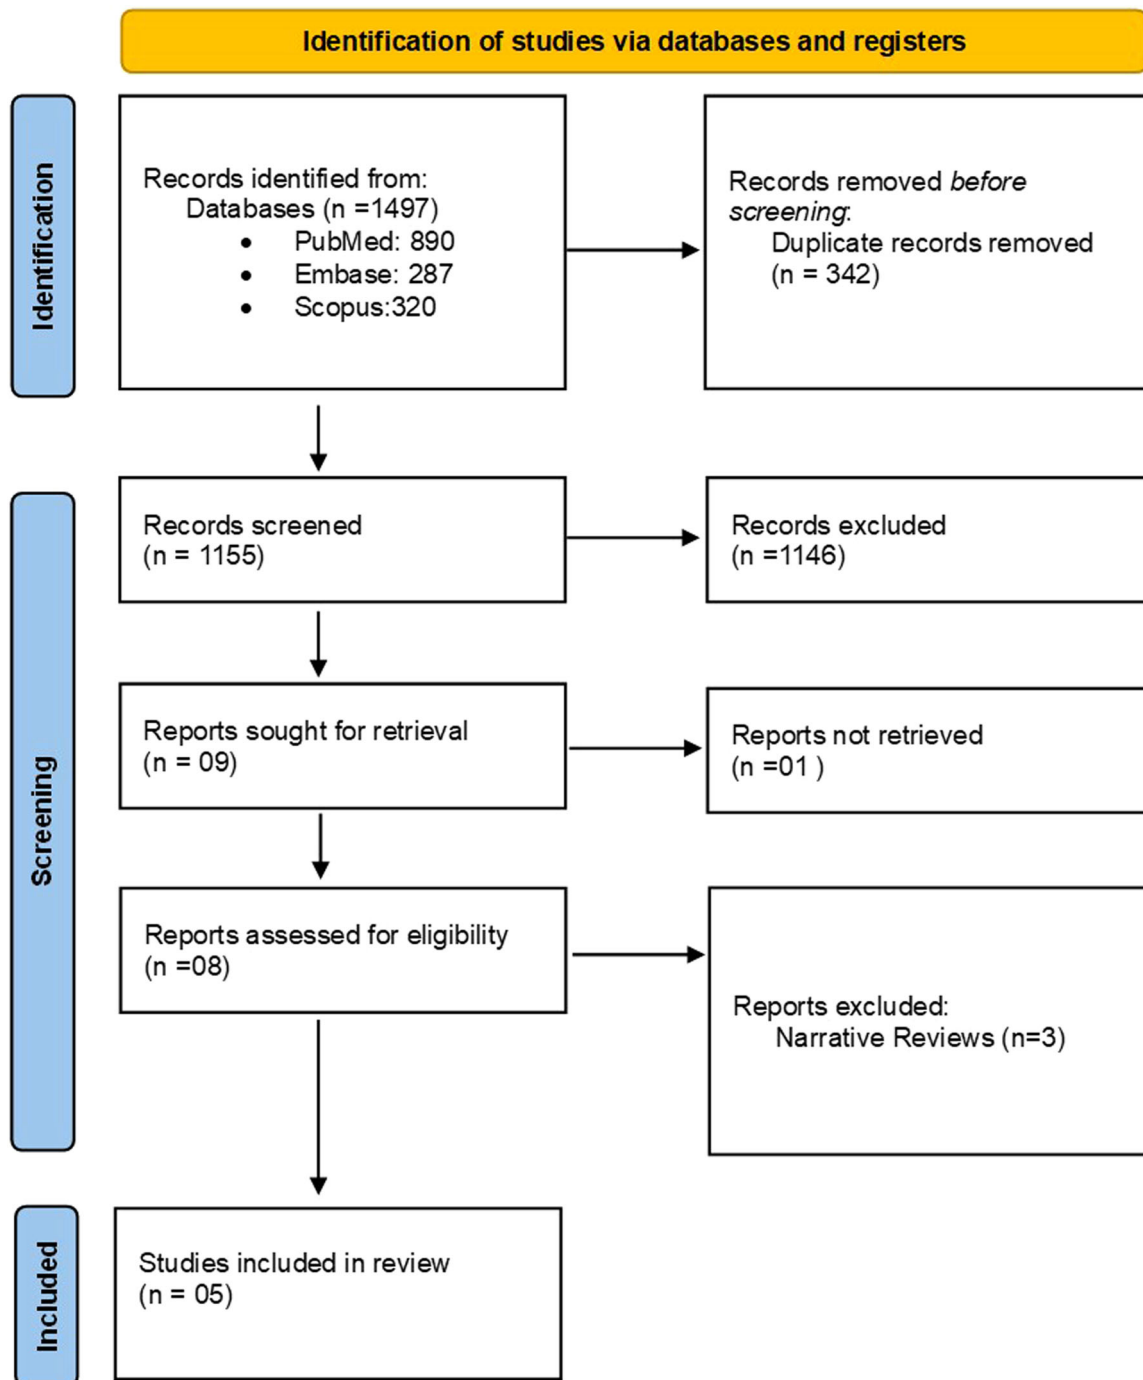 Identification of studies via databases and registers
Identification
Records identified from:
Databases (n =1497)
• PubMed: 890
• Embase: 287
• Scopus:320
Records removed before
screening:
Duplicate records removed
(n = 342)
Screening
Records screened
(n = 1155)
Records excluded
(n =1146)
Reports sought for retrieval
(n = 09)
Reports not retrieved
(n =01 )
Reports assessed for eligibility
(n =08)
Reports excluded:
Narrative Reviews (n=3)
Included
Studies included in review
(n = 05)